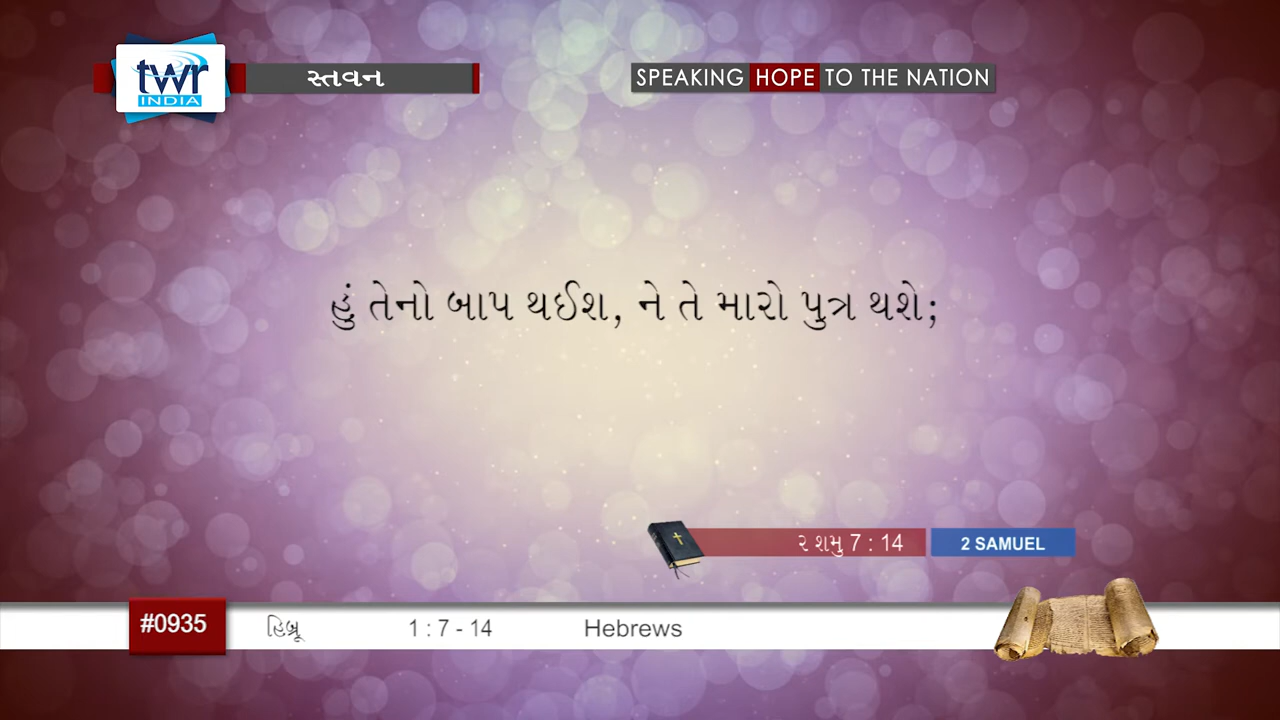 twr
INDIA
સ્તવન
SPEAKING HOPE TO THE NATION
હું તેનો બાપ થઈશ, ને તે મારો પુત્ર થશે;
૨ શમુ 7 : 14
2 SAMUEL
#0935
હિબ્રૂ
1 : 7 - 14
Hebrews